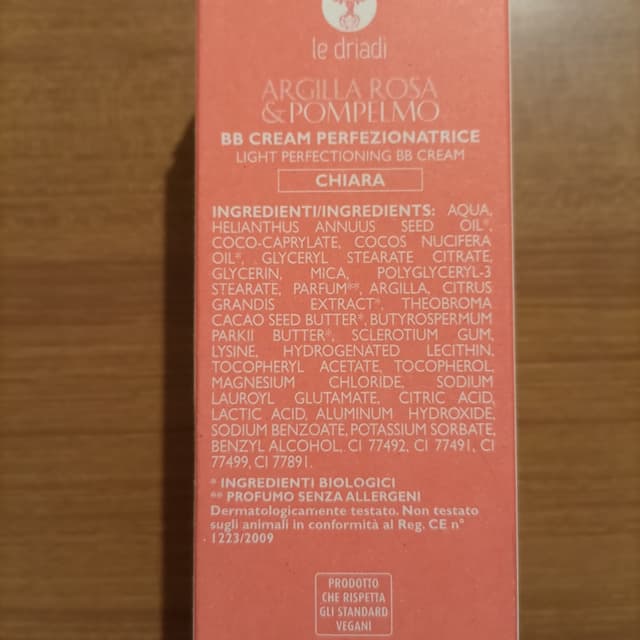 le driadi
ARGILLA ROSA
&POMPELMO
BB CREAM PERFEZIONATRICE
LIGHT PERFECTIONING BB CREAM
CHIARA
INGREDIENTI/INGREDIENTS: AQUA,
HELIANTHUS ANNUUS SEED OIL*,
COCO-CAPRYLATE, COCOS NUCIFERA
OIL*, GLYCERYL STEARATE CITRATE,
GLYCERIN, MICA, POLYGLYCERYL-3
STEARATE, PARFUM**, ARGILLA, CITRUS
GRANDIS EXTRACT*, THEOBROMA
CACAO SEED BUTTER*, BUTYROSPERMUM
PARKII BUTTER*, SCLEROTIUM GUM,
LYSINE, HYDROGENATED LECITHIN,
TOCOPHERYL ACETATE, TOCOPHEROL,
MAGNESIUM CHLORIDE, SODIUM
LAUROYL GLUTAMATE, CITRIC ACID,
LACTIC ACID, ALUMINUM HYDROXIDE,
SODIUM BENZOATE, POTASSIUM SORBATE,
BENZYL ALCOHOL. CI 77492, CI 77491, CI
77499, CI 77891.
* INGREDIENTI BIOLOGICI
** PROFUMO SENZA ALLERGENI
Dermatologicamente testato. Non testato
sugli animali in conformità al Reg. CE n°
1223/2009
PRODOTTO
CHE RISPETTA
GLI STANDARD
VEGANI